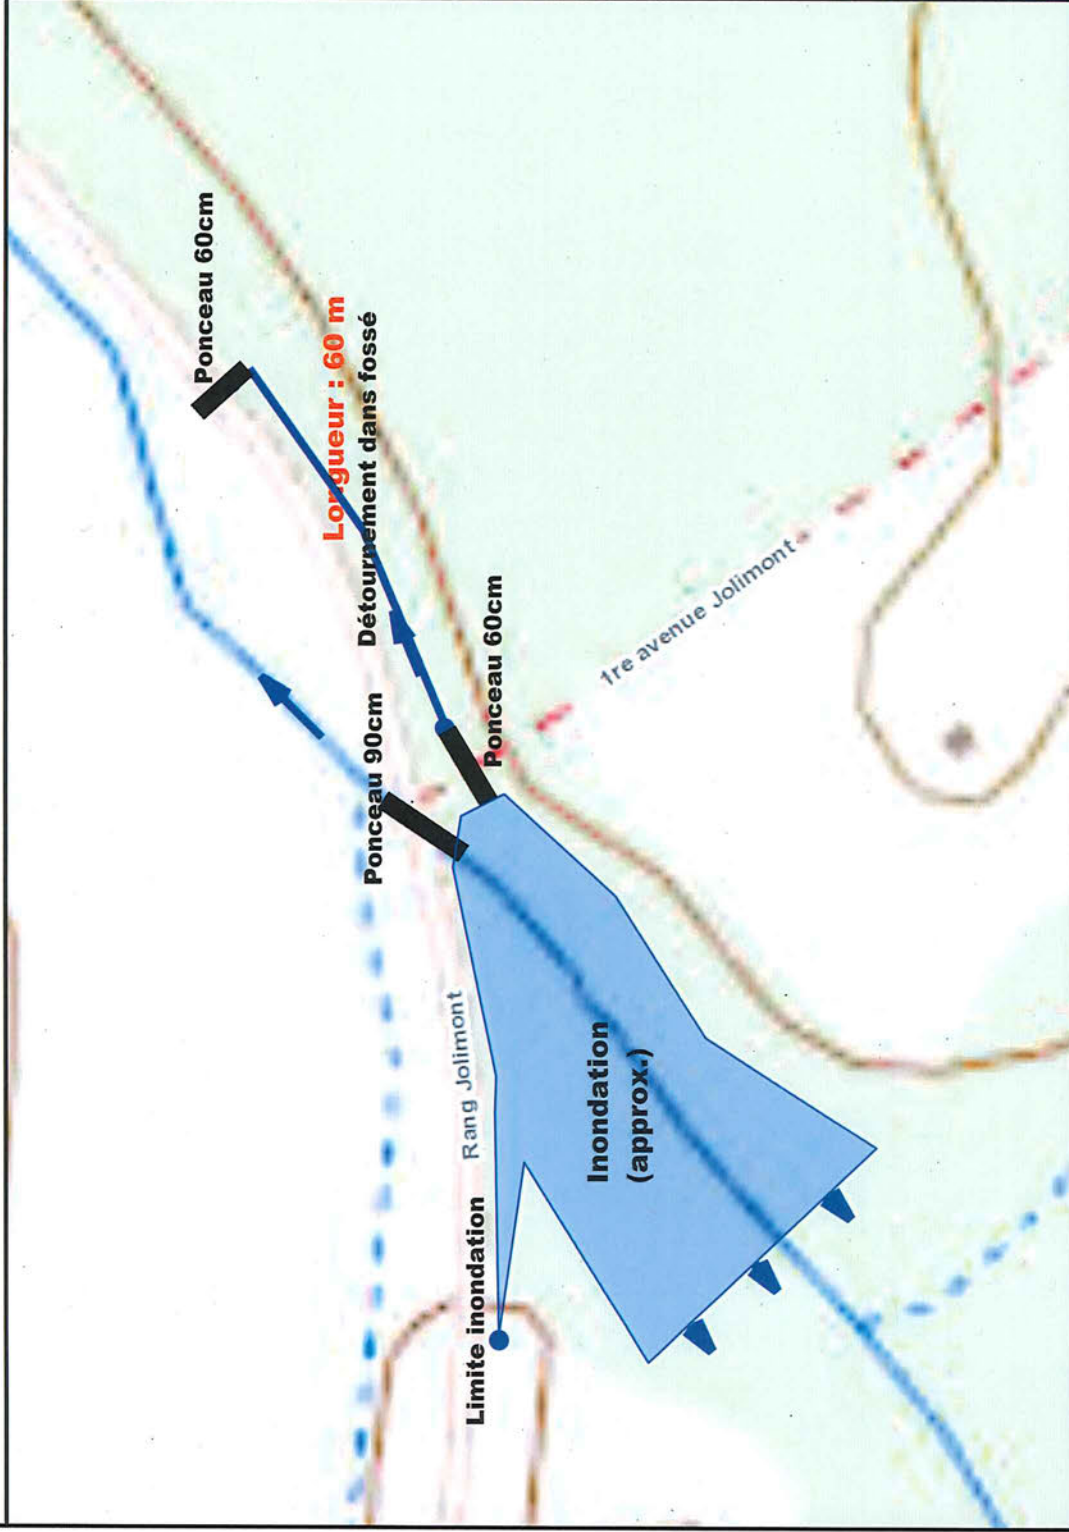 Ponceau 60cm
Longueur : 60 m
Détournement dans fossé
Ponceau 90cm
Ponceau 60cm
1re avenue Jolimont
Rang Jolimont
Limite inondation
Inondation
(approx.)